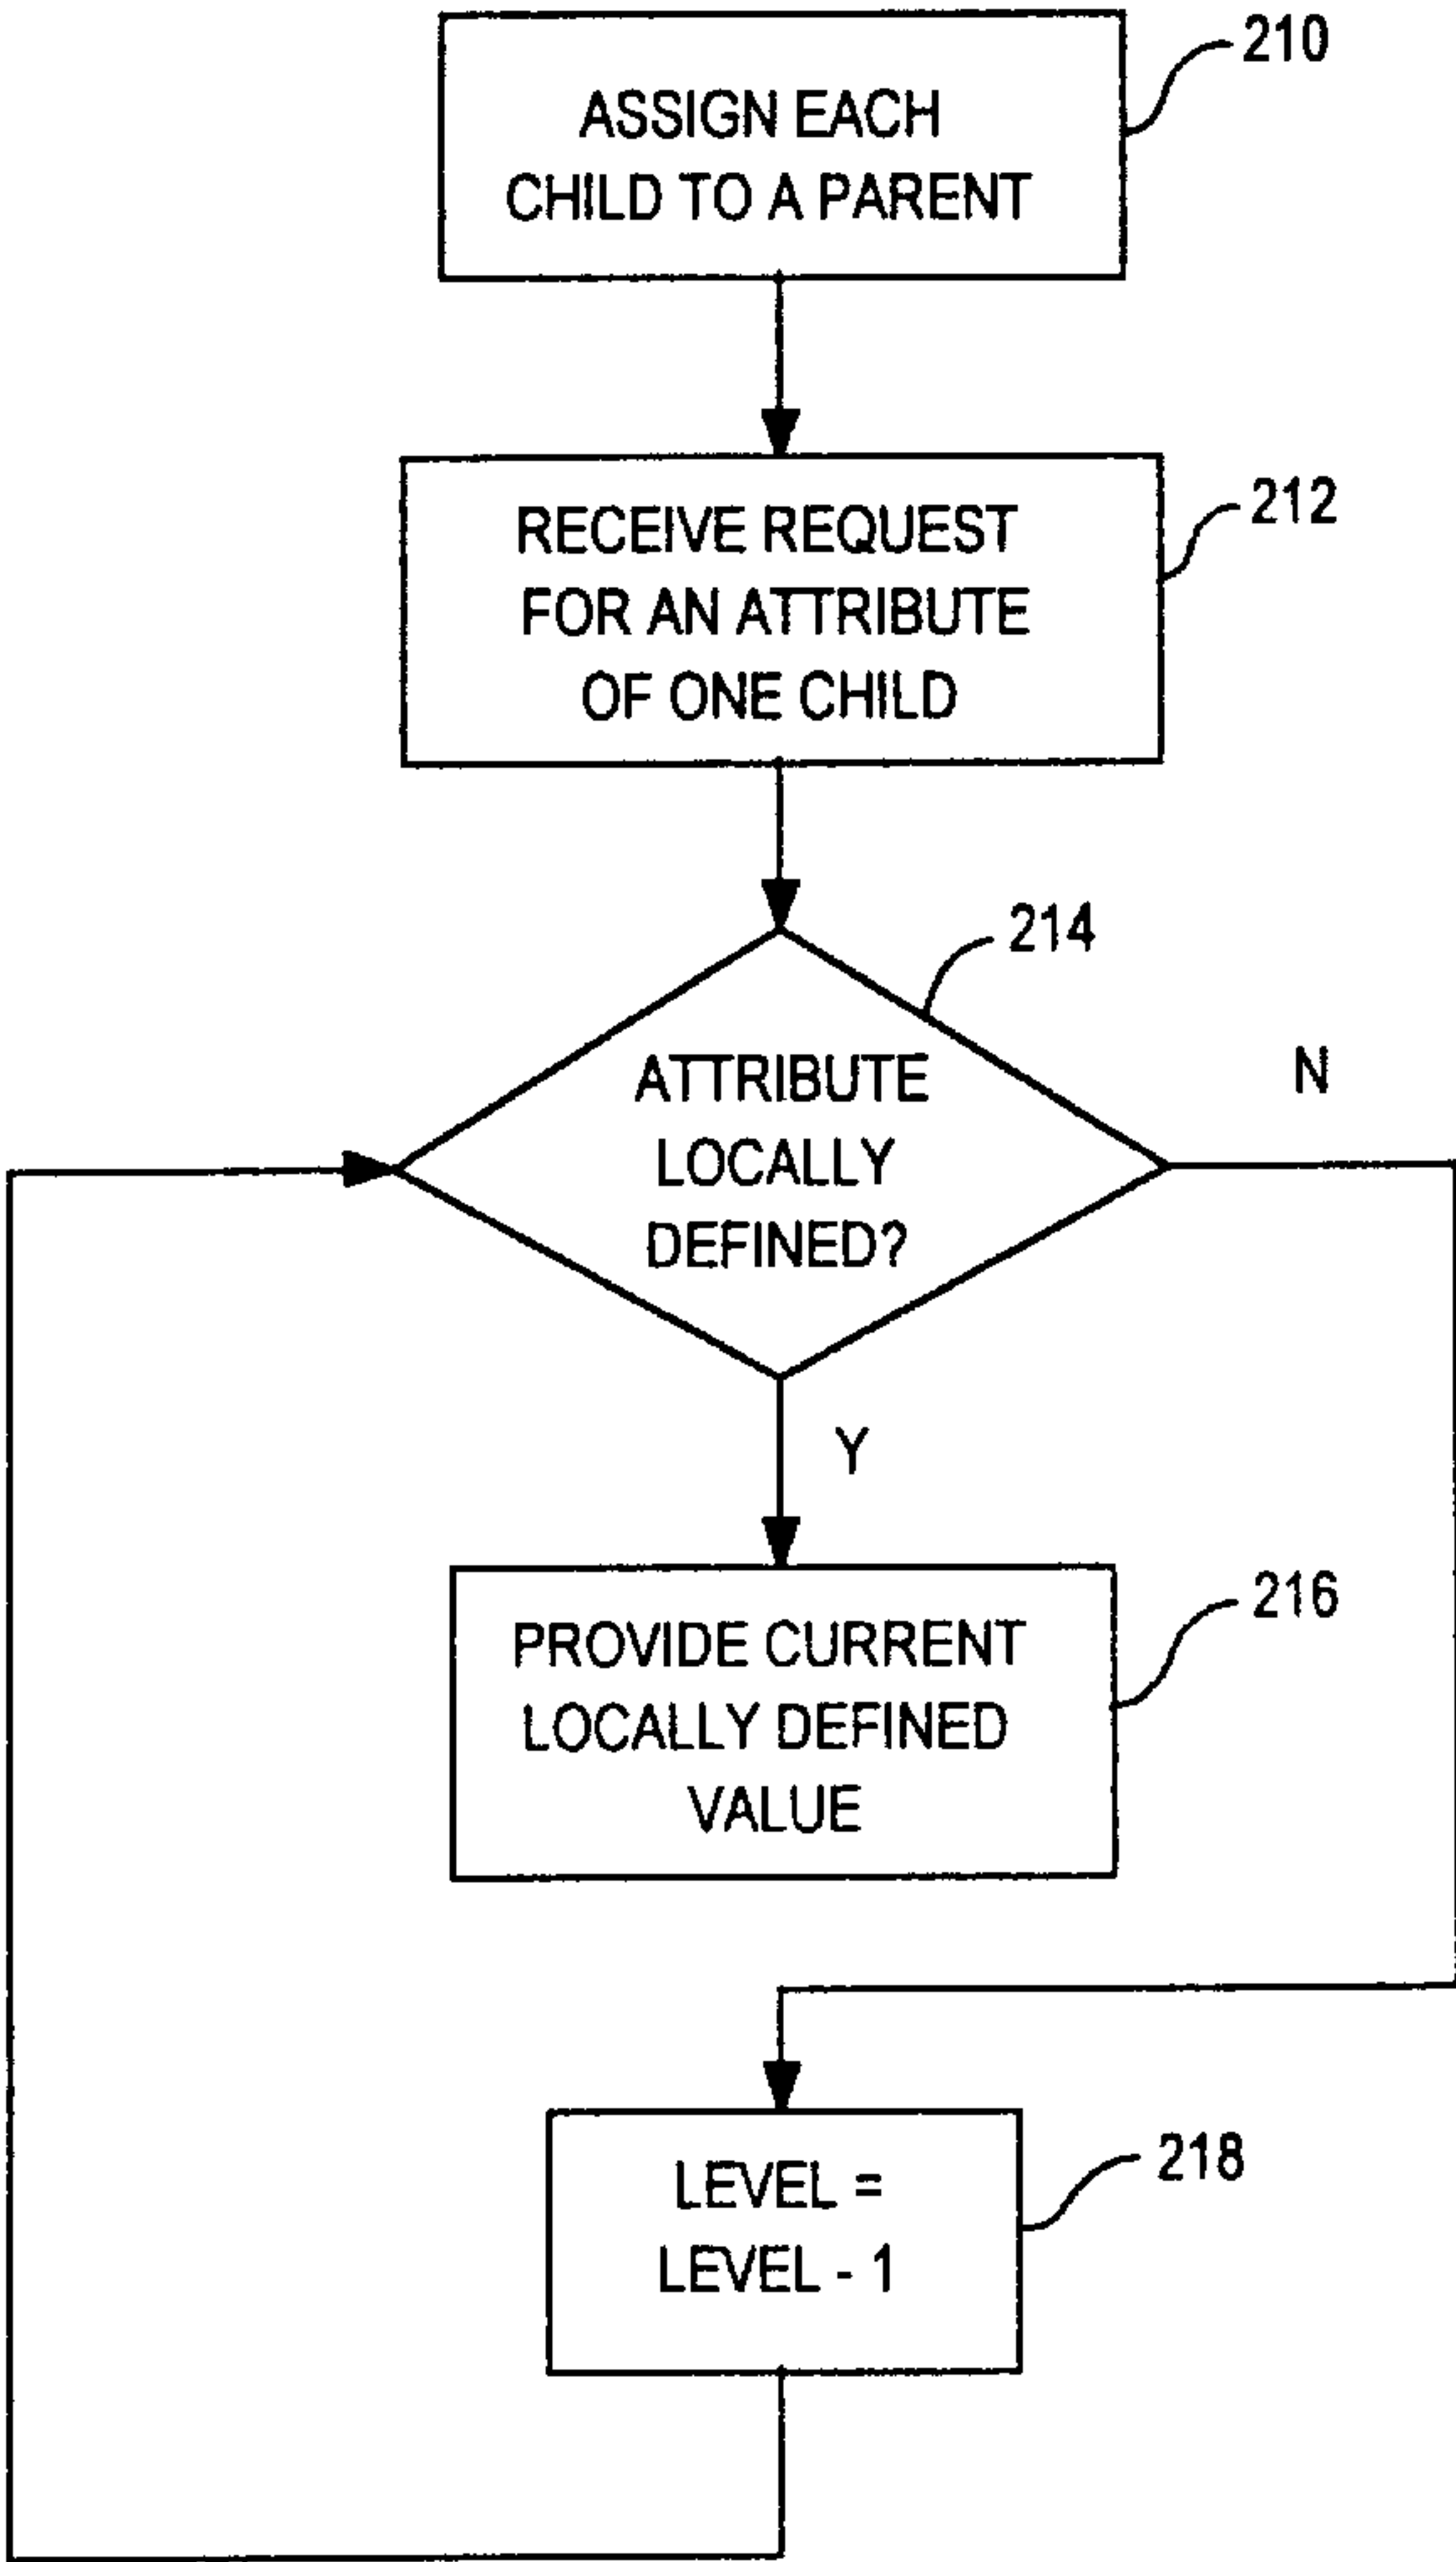 210
ASSIGN EACH
CHILD TO A PARENT
212
RECEIVE REQUEST
FOR AN ATTRIBUTE
OF ONE CHILD
214
N
ATTRIBUTE
LOCALLY
DEFINED?
Y
216
PROVIDE CURRENT
LOCALLY DEFINED
VALUE
218
LEVEL =
LEVEL - 1